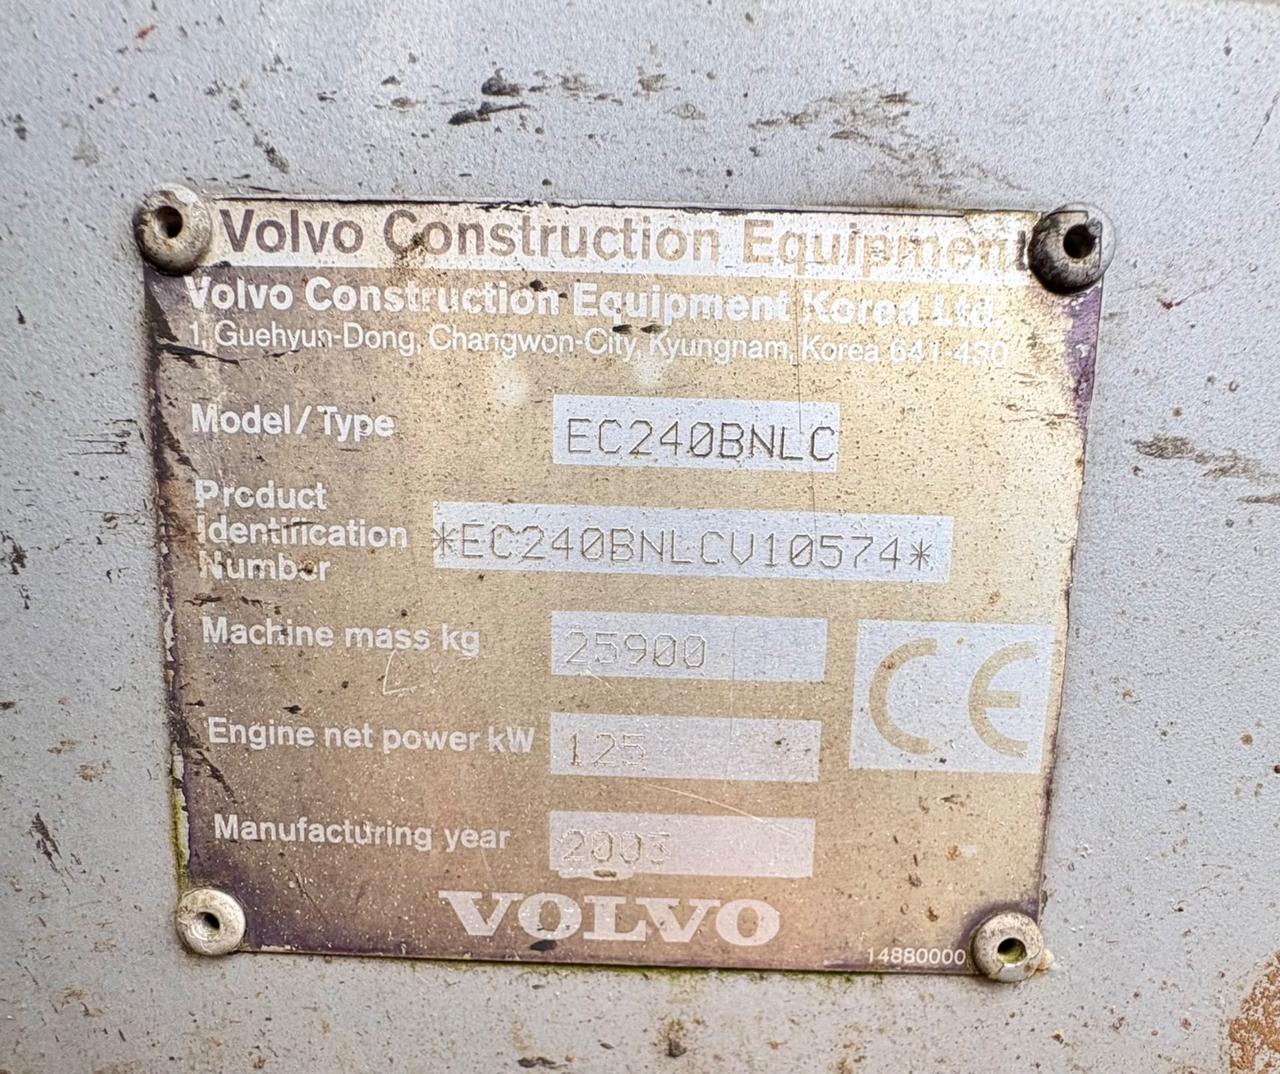 Volvo Construction Equipment
Volvo Construction Equipment Korea Ltd.
1, Guehyun-Dong, Changwon-City, Kyungnam, Korea 641-490
Model/Type EC240BNLC
Product
Identification
Number *EC240BNLCV10574*
Machine mass kg 25900
Engine net power kW 125
Manufacturing year 2003
CE
VOLVO
14880000